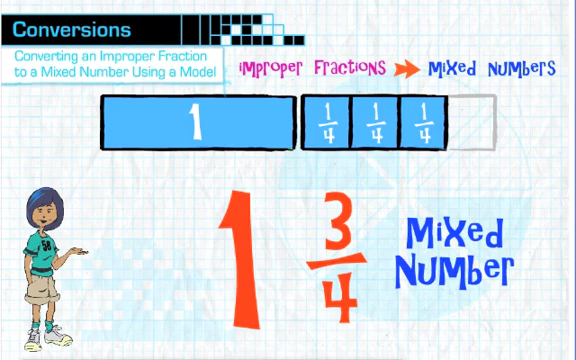 Conversions
Converting an Improper Fraction
to a Mixed Number Using a Model
improper Fractions Mixed Numbers
1 1/4 1/4 1/4
1 3/4
Mixed
Number
58